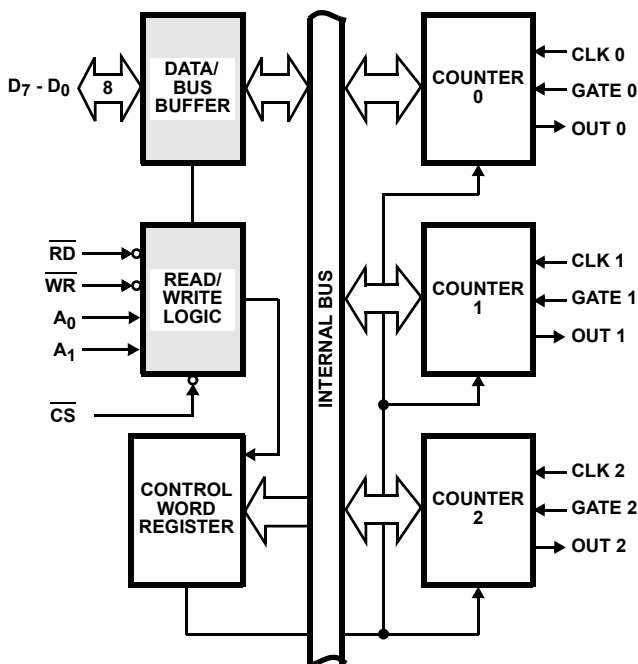 D7 - D0
8
DATA/
BUS
BUFFER
RD
WR
A0
A1
CS
READ/
WRITE
LOGIC
CONTROL
WORD
REGISTER
INTERNAL BUS
COUNTER
0
CLK 0
GATE 0
OUT 0
COUNTER
1
CLK 1
GATE 1
OUT 1
COUNTER
2
CLK 2
GATE 2
OUT 2